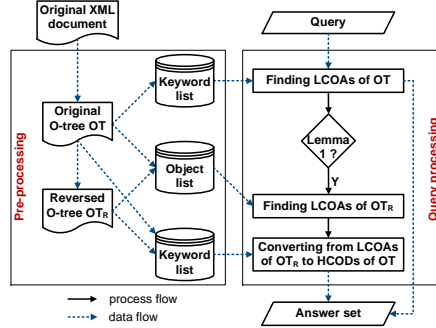 Original XML
document
Query
Pre-processing
Original
O-tree OT
Reversed
O-tree OTR
Keyword
list
Object
list
Keyword
list
Finding LCOAs of OT
Lemma
1 ?
Y
Finding LCOAs of OTR
Converting from LCOAs
of OTR to HCODs of OT
Query processing
Answer set
process flow
data flow